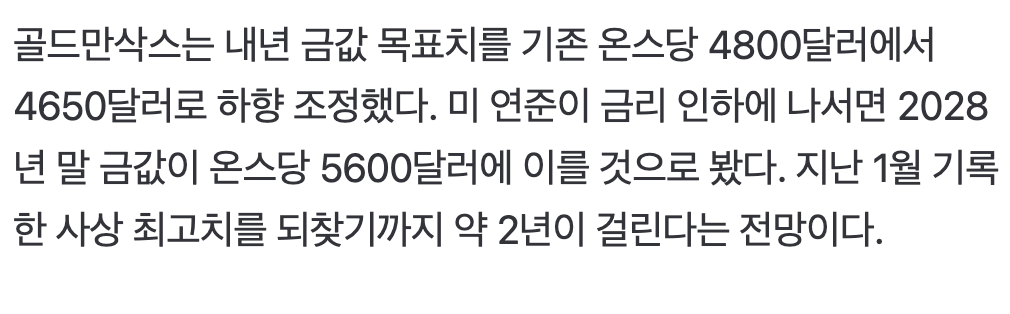 골드만삭스는 내년 금값 목표치를 기존 온스당 4800달러에서
4650달러로 하향 조정했다. 미 연준이 금리 인하에 나서면 2028
년 말 금값이 온스당 5600달러에 이를 것으로 봤다. 지난 1월 기록
한 사상 최고치를 되찾기까지 약 2년이 걸린다는 전망이다.